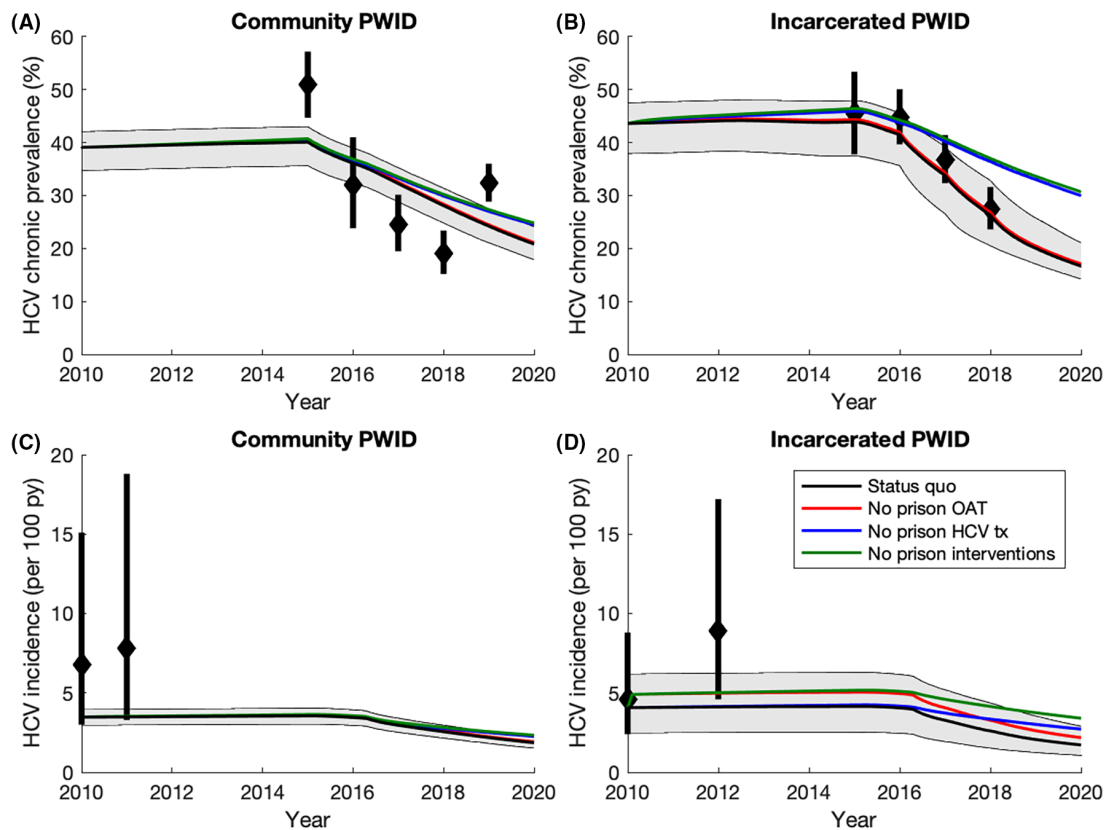 (A) Community PWID
HCV chronic prevalence (%)
60
50
40
30
20
10
0
2010 2012 2014 2016 2018 2020
Year
(B) Incarcerated PWID
HCV chronic prevalence (%)
60
50
40
30
20
10
0
2010 2012 2014 2016 2018 2020
Year
(C) Community PWID
HCV incidence (per 100 py)
20
15
10
5
0
2010 2012 2014 2016 2018 2020
Year
(D) Incarcerated PWID
HCV incidence (per 100 py)
20
15
10
5
0
2010 2012 2014 2016 2018 2020
Year
Status quo
No prison OAT
No prison HCV tx
No prison interventions